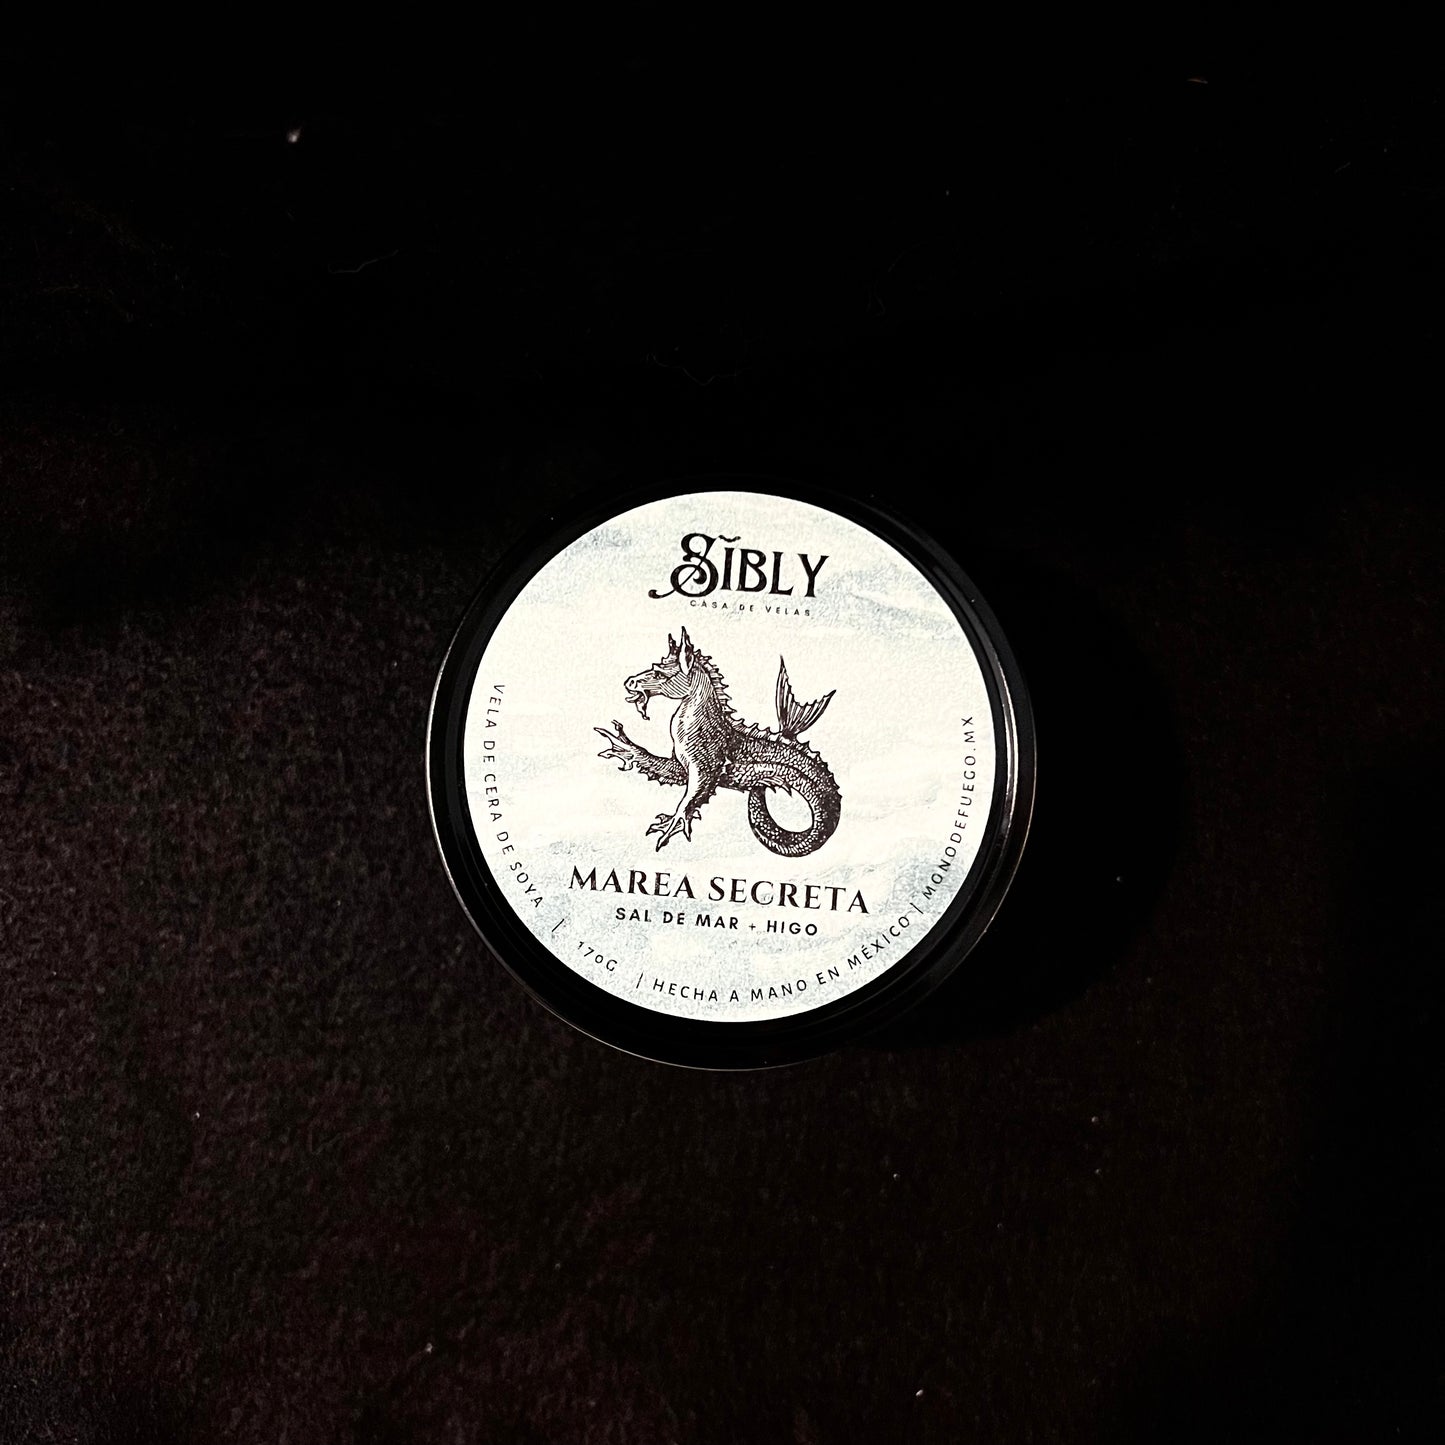 SIBLY
CASA DE VELAS
MAREA SECRETA
SAL DE MAR + HIGO
VELA DE CERA DE SOYA | 170G | HECHA A MANO EN MÉXICO | MONODEFUEGO.MX